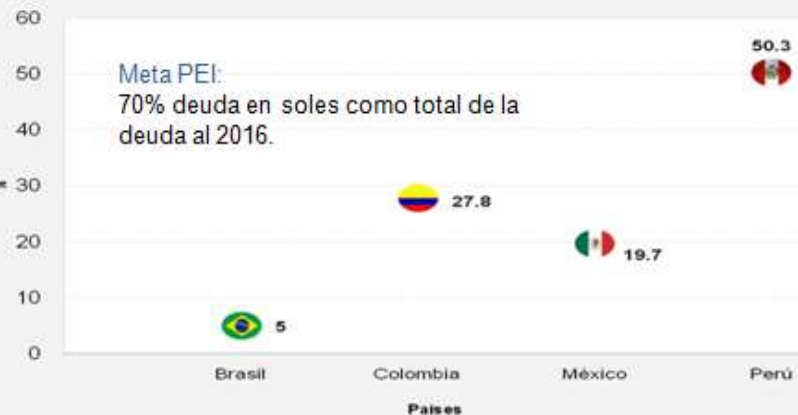 60
50.3
50
Meta PEI:
70% deuda en soles como total de la
deuda al 2016.
40
30
27.8
20
19.7
10
5
0
Brasil
Colombia
México
Perú
Países